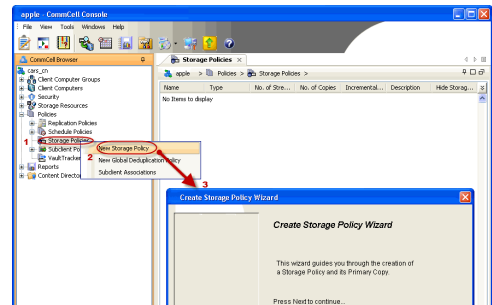 apple - CommCell Console
File View Tools Windows Help
CommCell Browser
cars_cn
Client Computer Groups
Client Computers
Security
Storage Resources
Policies
Replication Policies
Schedule Policies
1 Storage Policies
Subclient Po
VaultTracker
Reports
Content Director
Storage Policies
apple > Policies > Storage Policies >
Name Type No. of Stre... No. of Copies Incremental... Description Hide Storag...
No Items to display
New Storage Policy
2 New Global Deduplication Policy
Subclient Associations
3
Create Storage Policy Wizard
Create Storage Policy Wizard
This wizard guides you through the creation of
a Storage Policy and its Primary Copy.
Press Next to continue...